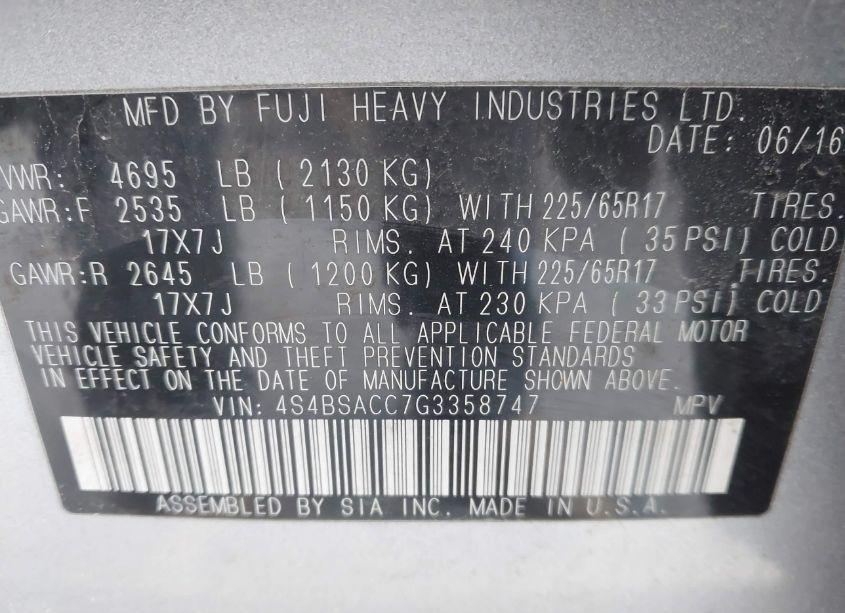 MFD BY FUJI HEAVY INDUSTRIES LTD.
DATE: 06/16
VWR: 4695 LB ( 2130 KG)
GAWR:F 2535 LB ( 1150 KG) WITH 225/65R17 TIRES.
17X7J RIMS. AT 240 KPA ( 35 PSI) COLD
GAWR:R 2645 LB ( 1200 KG) WITH 225/65R17 TIRES.
17X7J RIMS. AT 230 KPA ( 33 PSI) COLD
THIS VEHICLE CONFORMS TO ALL APPLICABLE FEDERAL MOTOR
VEHICLE SAFETY AND THEFT PREVENTION STANDARDS
IN EFFECT ON THE DATE OF MANUFACTURE SHOWN ABOVE.
VIN: 4S4BSACC7G3358747 MPV
ASSEMBLED BY SIA INC. MADE IN U.S.A.